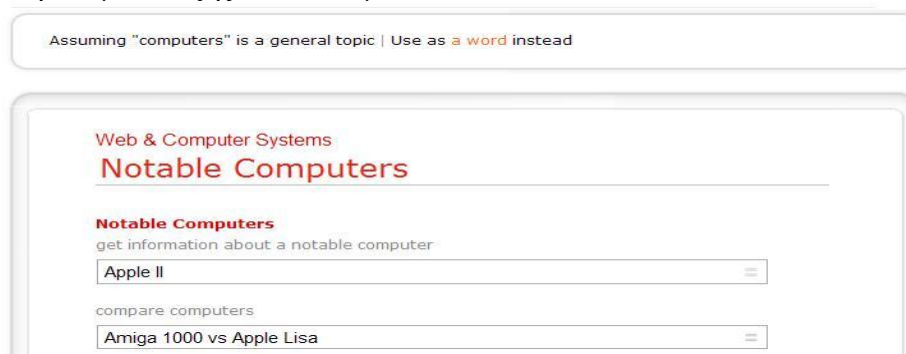 Assuming "computers" is a general topic | Use as a word instead
Web & Computer Systems
Notable Computers
Notable Computers
get information about a notable computer
Apple II
=
compare computers
Amiga 1000 vs Apple Lisa
=